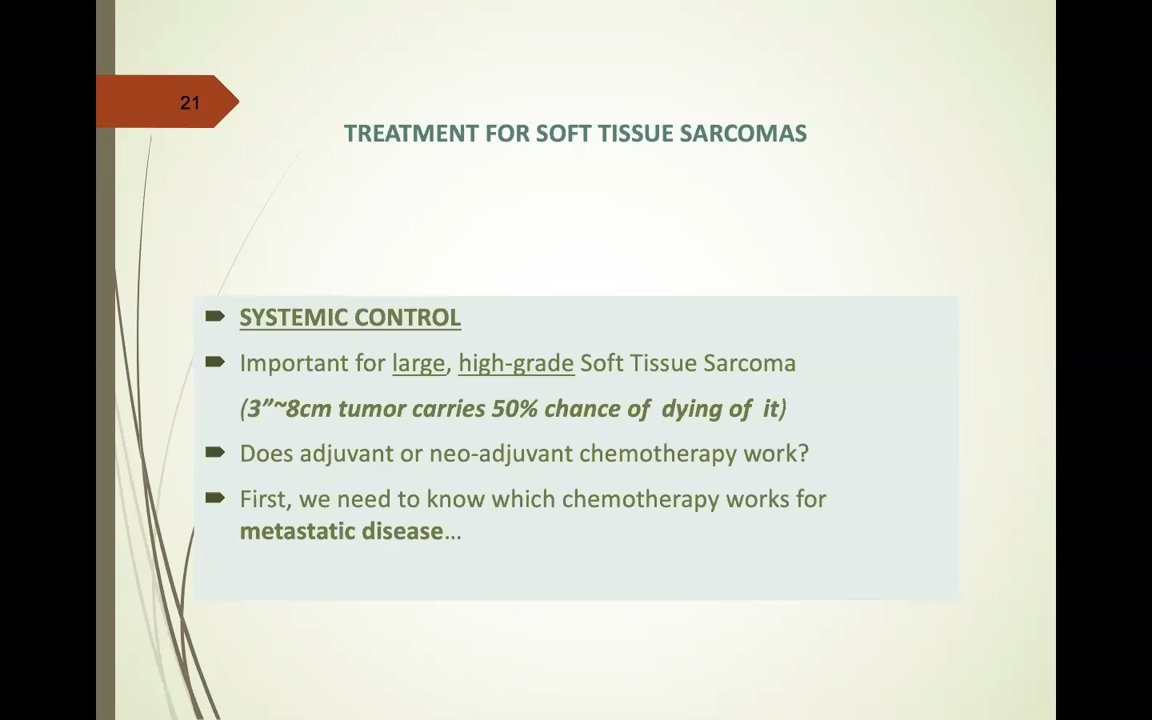 21
TREATMENT FOR SOFT TISSUE SARCOMAS
SYSTEMIC CONTROL
Important for large, high-grade Soft Tissue Sarcoma
(3”~8cm tumor carries 50% chance of dying of it)
Does adjuvant or neo-adjuvant chemotherapy work?
First, we need to know which chemotherapy works for
metastatic disease…